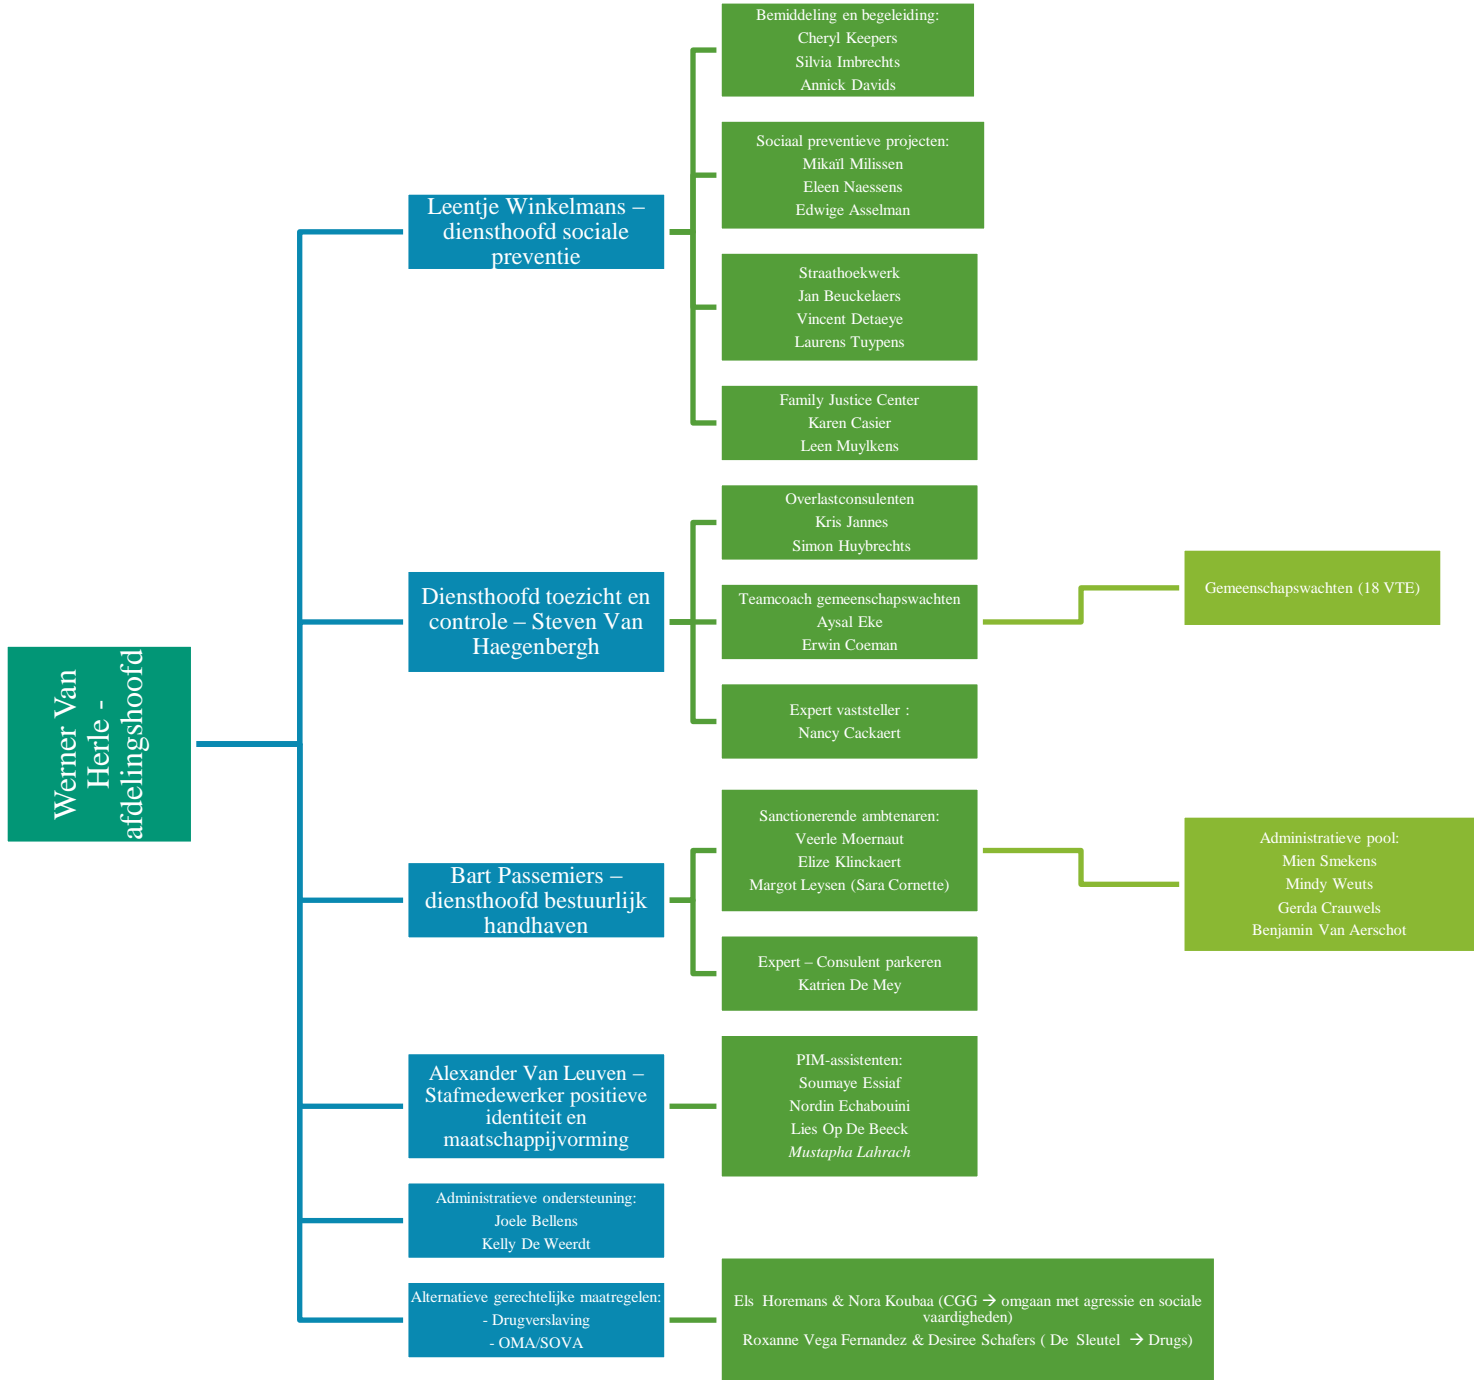 Werner Van
Herle -
afdelingshoofd
Leentje Winkelmans –
diensthoofd sociale
preventie
Bemiddeling en begeleiding:
Cheryl Keepers
Silvia Imbrechts
Annick Davids
Sociaal preventieve projecten:
Mikaïl Milissen
Eleen Naessens
Edwige Asselman
Straathoekwerk
Jan Beuckelaers
Vincent Detaeye
Laurens Tuypens
Family Justice Center
Karen Casier
Leen Muylkens
Diensthoofd toezicht en
controle – Steven Van
Haegenbergh
Overlastconsulenten
Kris Jannes
Simon Huybrechts
Teamcoach gemeenschapswachten
Aysal Eke
Erwin Coeman
Gemeenschapswachten (18 VTE)
Expert vaststeller :
Nancy Cackaert
Bart Passemiers –
diensthoofd bestuurlijk
handhaven
Sanctionerende ambtenaren:
Veerle Moernaut
Elize Klinckaert
Margot Leysen (Sara Cornette)
Administratieve pool:
Mien Smekens
Mindy Weuts
Gerda Crauwels
Benjamin Van Aerschot
Expert – Consulent parkeren
Katrien De Mey
Alexander Van Leuven –
Stafmedewerker positieve
identiteit en
maatschappijvorming
PIM-assistenten:
Soumaye Essiaf
Nordin Echabouini
Lies Op De Beeck
Mustapha Lahrach
Administratieve ondersteuning:
Joele Bellens
Kelly De Weerdt
Alternatieve gerechtelijke maatregelen:
- Drugverslaving
- OMA/SOVA
Els Horemans & Nora Koubaa (CGG → omgaan met agressie en sociale
vaardigheden)
Roxanne Vega Fernandez & Desiree Schafers ( De Sleutel → Drugs)